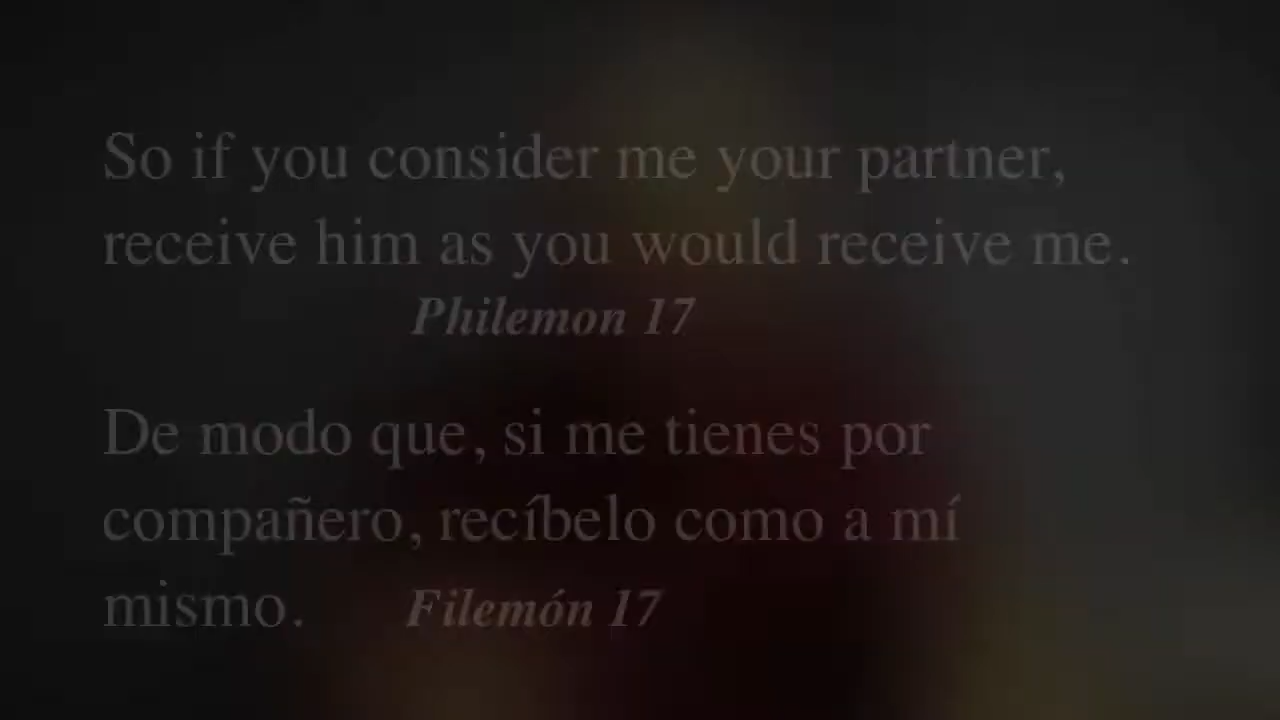 So if you consider me your partner,
receive him as you would receive me.
Philemon 17
De modo que, si me tienes por
compañero, recíbelo como a mí
mismo. Filemón 17